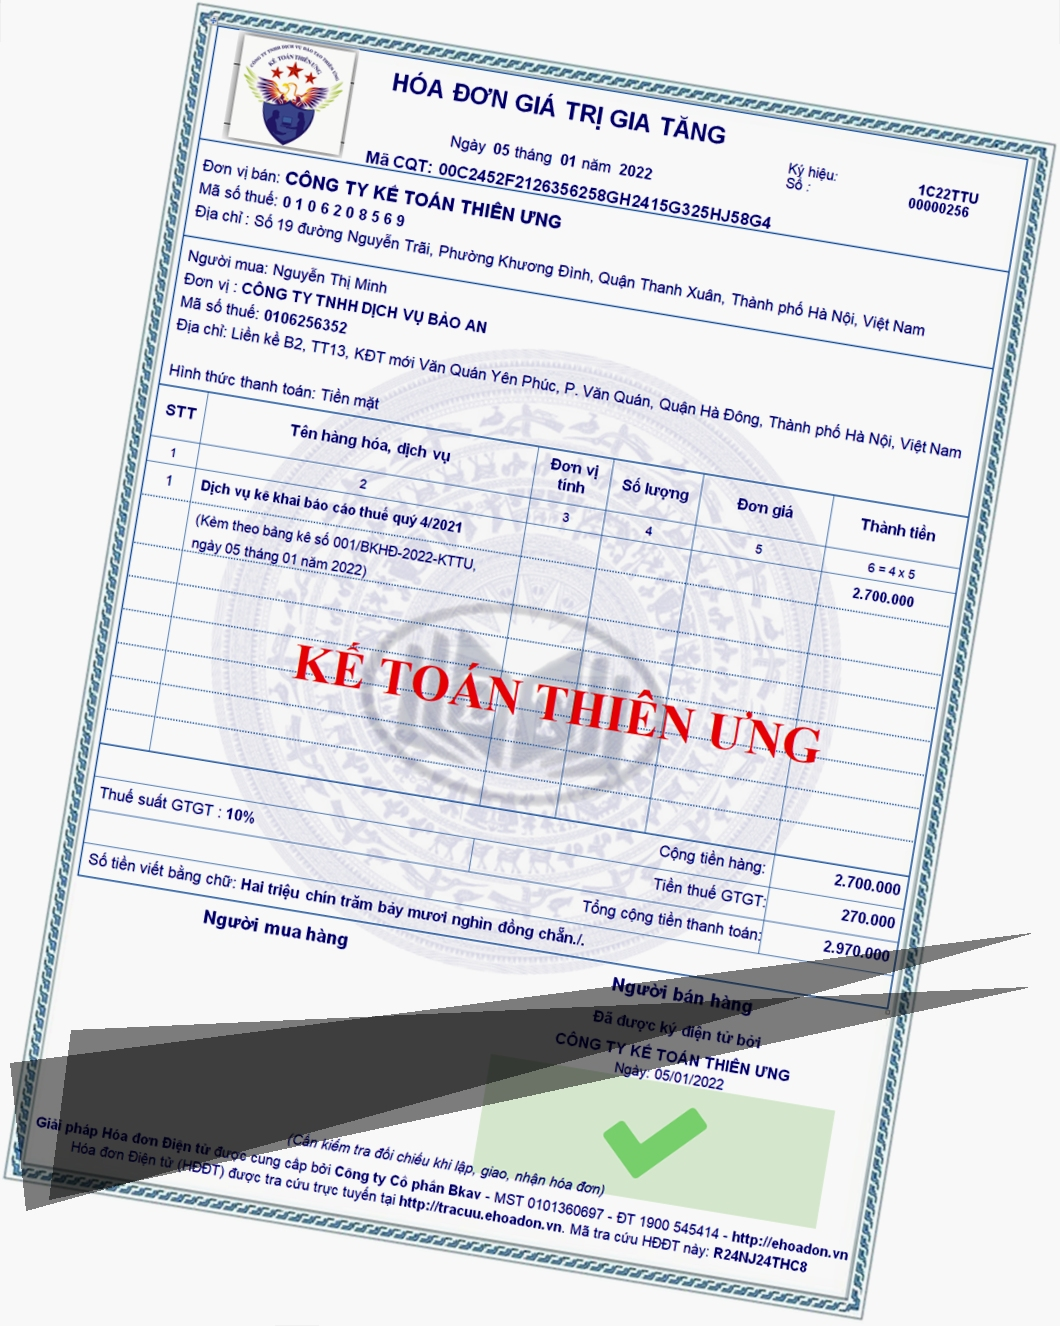 CÔNG TY TNHH DỊCH VỤ ĐÀO TẠO THIÊN ƯNG
KẾ TOÁN THIÊN ƯNG
HÓA ĐƠN GIÁ TRỊ GIA TĂNG
Ngày 05 tháng 01 năm 2022
Mã CQT: 00C2452F2126356258GH2415G325HJ58G4
Ký hiệu: 1C22TTU
Số : 00000256
Đơn vị bán: CÔNG TY KẾ TOÁN THIÊN ƯNG
Mã số thuế: 0 1 0 6 2 0 8 5 6 9
Địa chỉ : Số 19 đường Nguyễn Trãi, Phường Khương Đình, Quận Thanh Xuân, Thành phố Hà Nội, Việt Nam
Người mua: Nguyễn Thị Minh
Đơn vị : CÔNG TY TNHH DỊCH VỤ BẢO AN
Mã số thuế: 0106256352
Địa chỉ: Liền kề B2, TT13, KĐT mới Văn Quán Yên Phúc, P. Văn Quán, Quận Hà Đông, Thành phố Hà Nội, Việt Nam
Hình thức thanh toán: Tiền mặt
STT Tên hàng hóa, dịch vụ Đơn vị tính Số lượng Đơn giá Thành tiền
1 2 3 4 5 6 = 4 x 5
1 Dịch vụ kê khai báo cáo thuế quý 4/2021 2.700.000
(Kèm theo bảng kê số 001/BKHĐ-2022-KTTU,
ngày 05 tháng 01 năm 2022)
KẾ TOÁN THIÊN ƯNG
Cộng tiền hàng: 2.700.000
Thuế suất GTGT : 10% Tiền thuế GTGT: 270.000
Tổng cộng tiền thanh toán: 2.970.000
Số tiền viết bằng chữ: Hai triệu chín trăm bảy mươi nghìn đồng chẵn./.
Người mua hàng Người bán hàng
Đã được ký điện tử bởi
CÔNG TY KẾ TOÁN THIÊN ƯNG
Ngày: 05/01/2022
(Cần kiểm tra đối chiếu khi lập, giao, nhận hóa đơn)
Giải pháp Hóa đơn Điện tử được cung cấp bởi Công ty Cổ phần Bkav - MST 0101360697 - ĐT 1900 545414 - http://ehoadon.vn
Hóa đơn Điện tử (HĐĐT) được tra cứu trực tuyến tại http://tracuu.ehoadon.vn. Mã tra cứu HĐĐT này: R24NJ24THC8